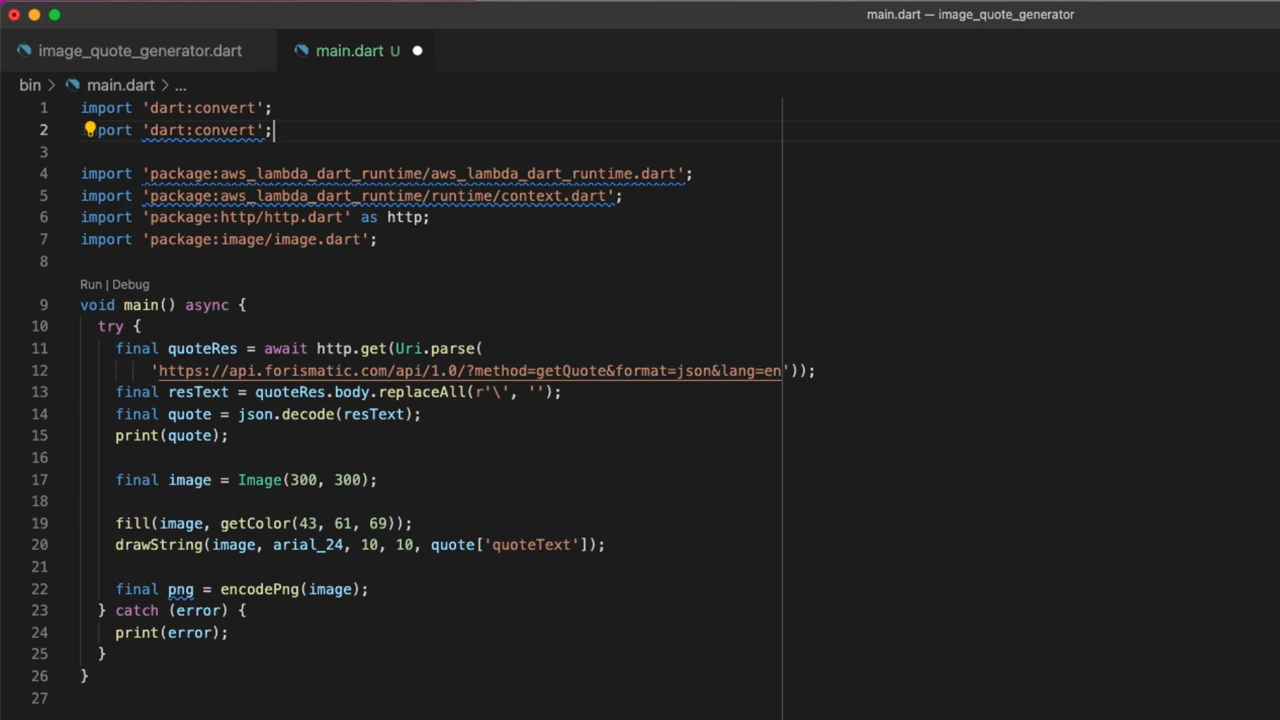 main.dart — image_quote_generator
image_quote_generator.dart main.dart U
bin > main.dart > ...
1 import 'dart:convert';
2 port 'dart:convert';
3
4 import 'package:aws_lambda_dart_runtime/aws_lambda_dart_runtime.dart';
5 import 'package:aws_lambda_dart_runtime/runtime/context.dart';
6 import 'package:http/http.dart' as http;
7 import 'package:image/image.dart';
8
Run | Debug
9 void main() async {
10 try {
11 final quoteRes = await http.get(Uri.parse(
12 'https://api.forismatic.com/api/1.0/?method=getQuote&format=json&lang=en'));
13 final resText = quoteRes.body.replaceAll(r'\', '');
14 final quote = json.decode(resText);
15 print(quote);
16
17 final image = Image(300, 300);
18
19 fill(image, getColor(43, 61, 69));
20 drawString(image, arial_24, 10, 10, quote['quoteText']);
21
22 final png = encodePng(image);
23 } catch (error) {
24 print(error);
25 }
26 }
27